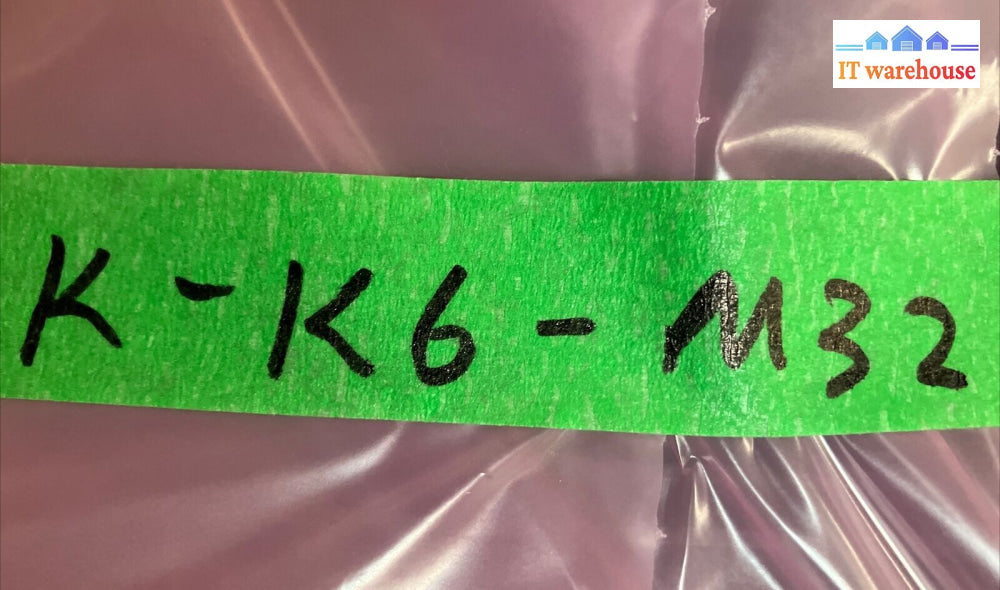 IT warehouse
K - K6 - M32